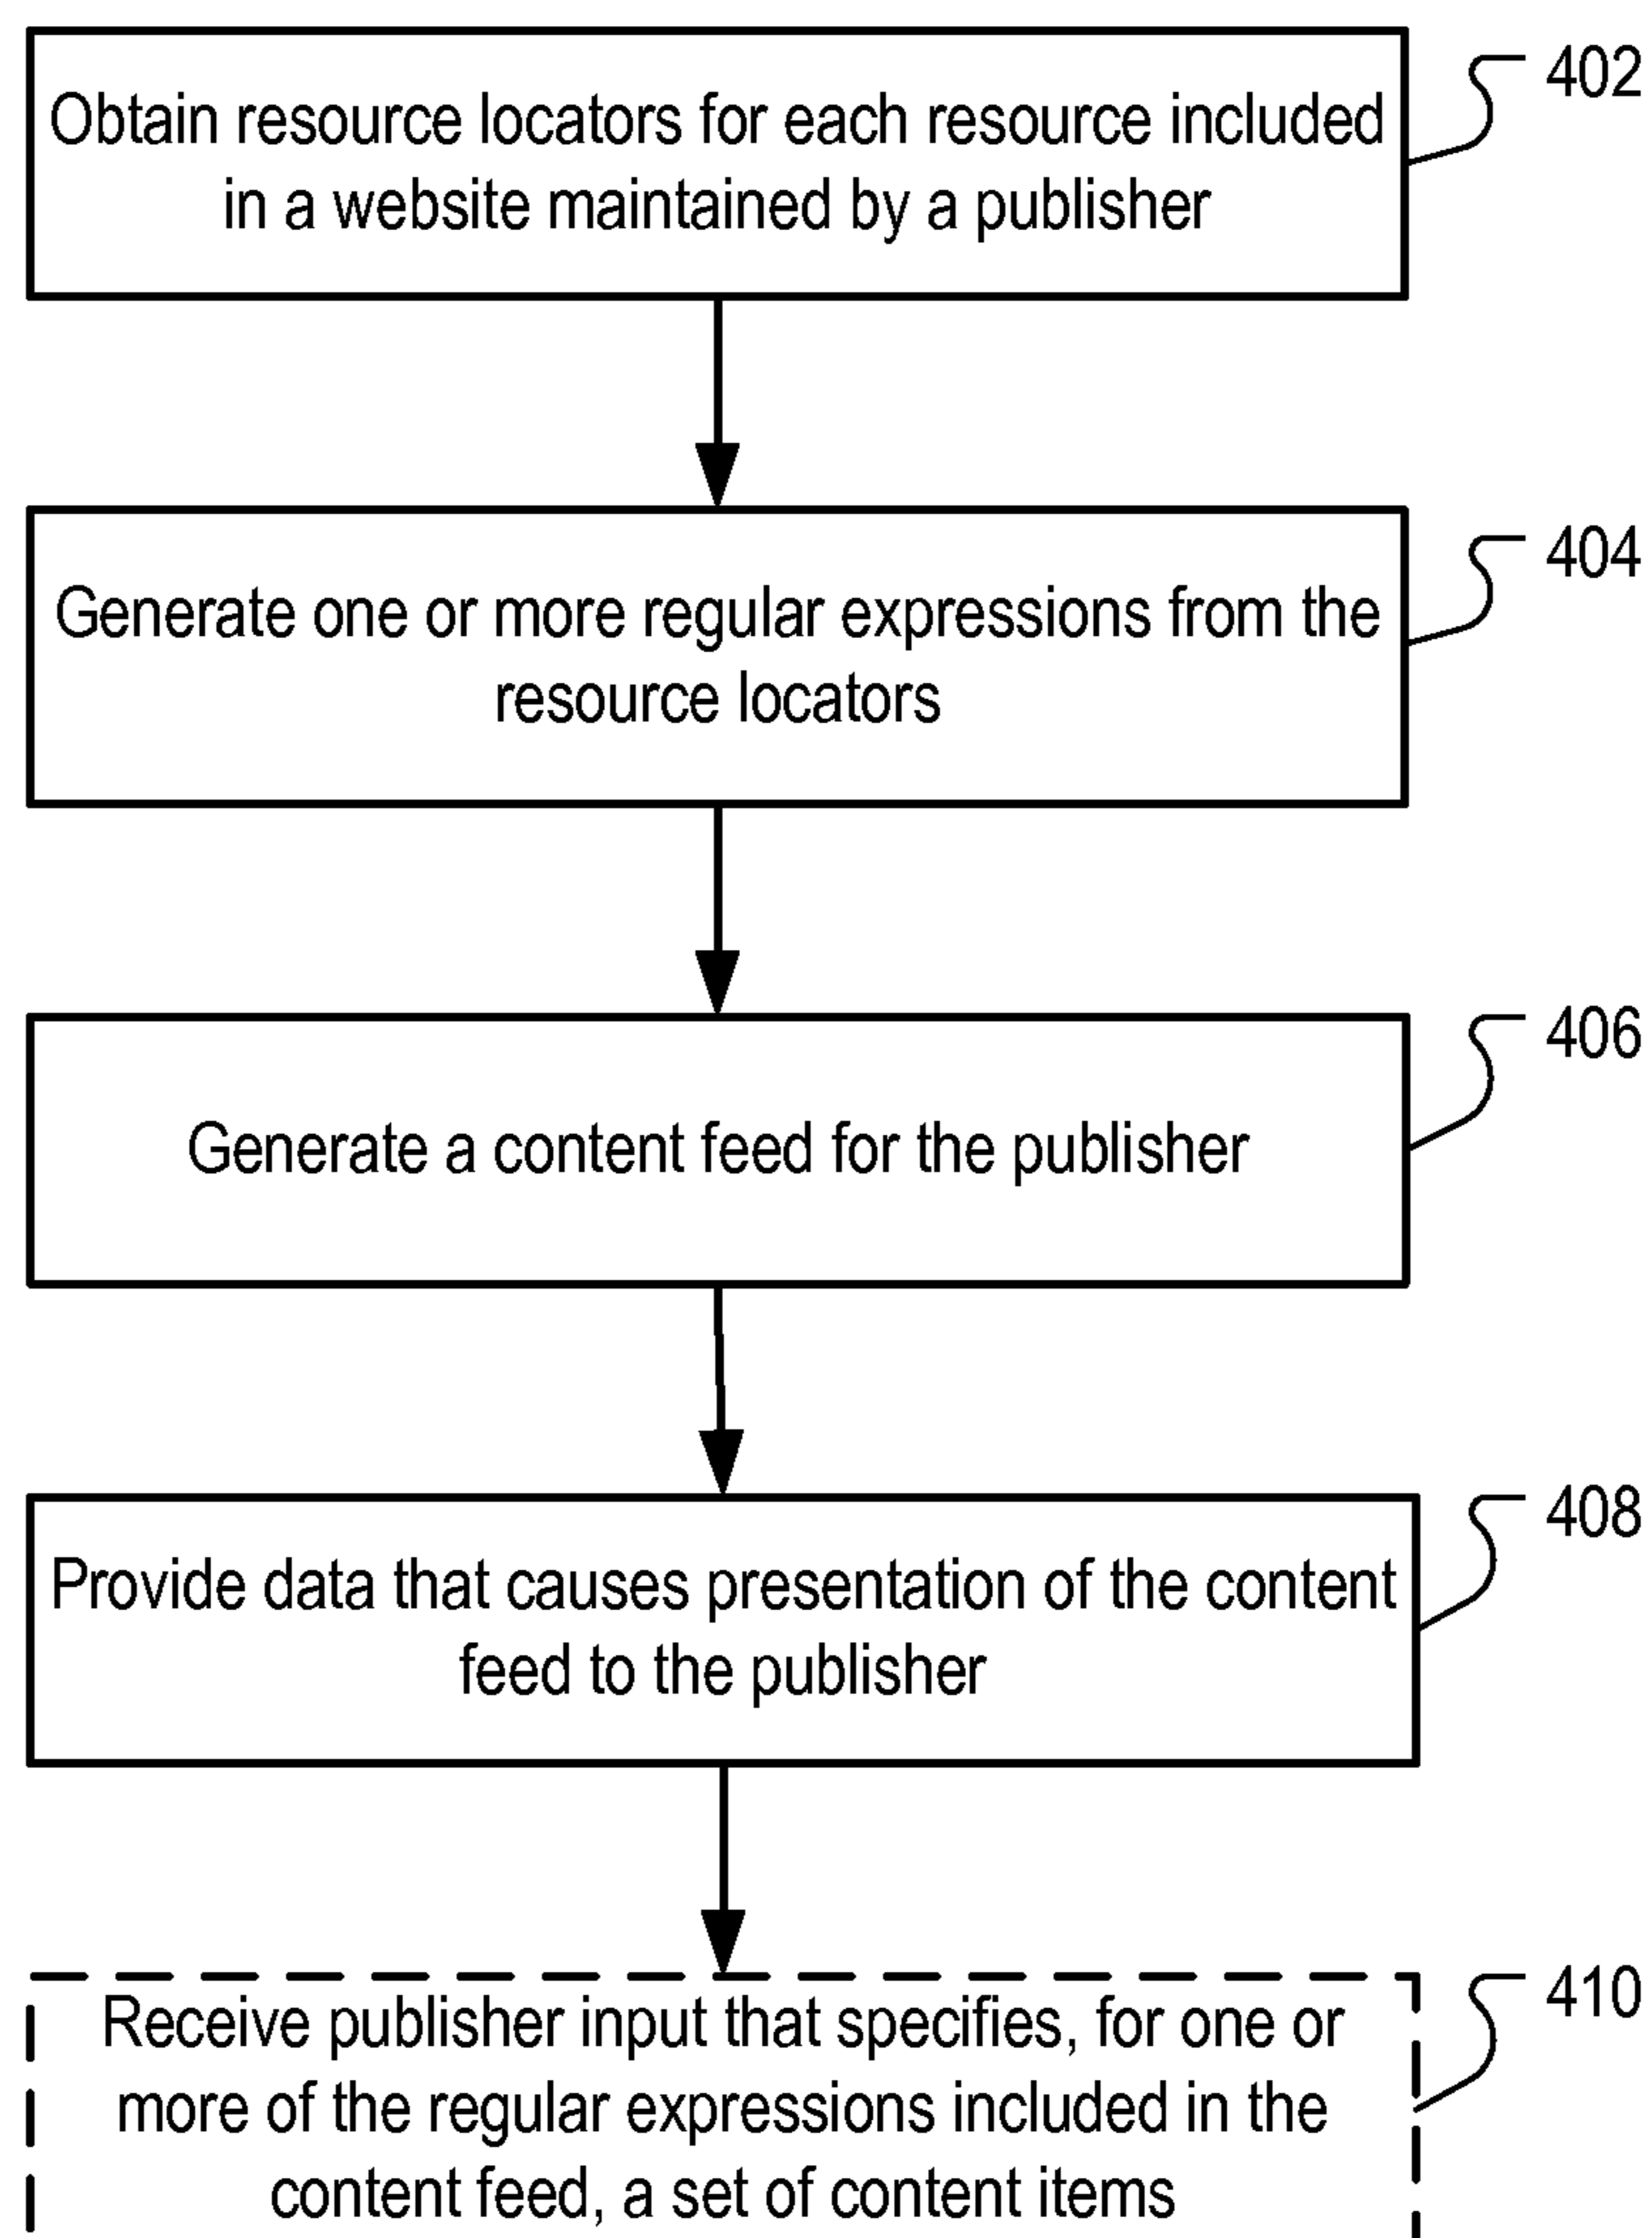 402
Obtain resource locators for each resource included
in a website maintained by a publisher
404
Generate one or more regular expressions from the
resource locators
406
Generate a content feed for the publisher
408
Provide data that causes presentation of the content
feed to the publisher
410
Receive publisher input that specifies, for one or
more of the regular expressions included in the
content feed, a set of content items